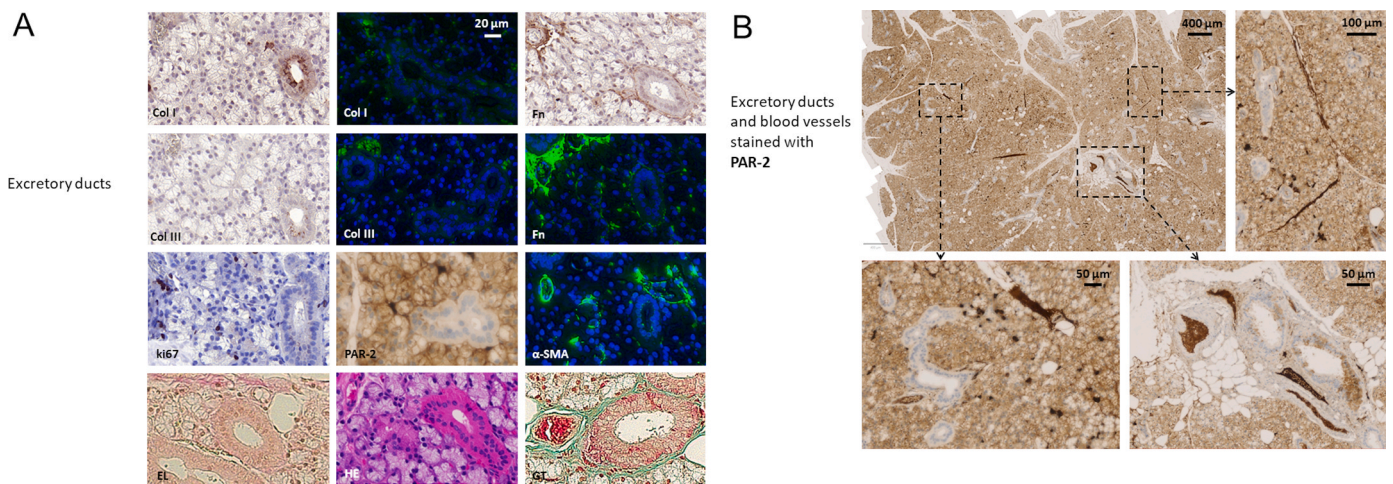 A
Excretory ducts
Col I
20 µm
Col I
Fn
Col III
Col III
Fn
ki67
PAR-2
α-SMA
EL
HE
GT
B
Excretory ducts
and blood vessels
stained with
PAR-2
400 µm
100 µm
50 µm
50 µm